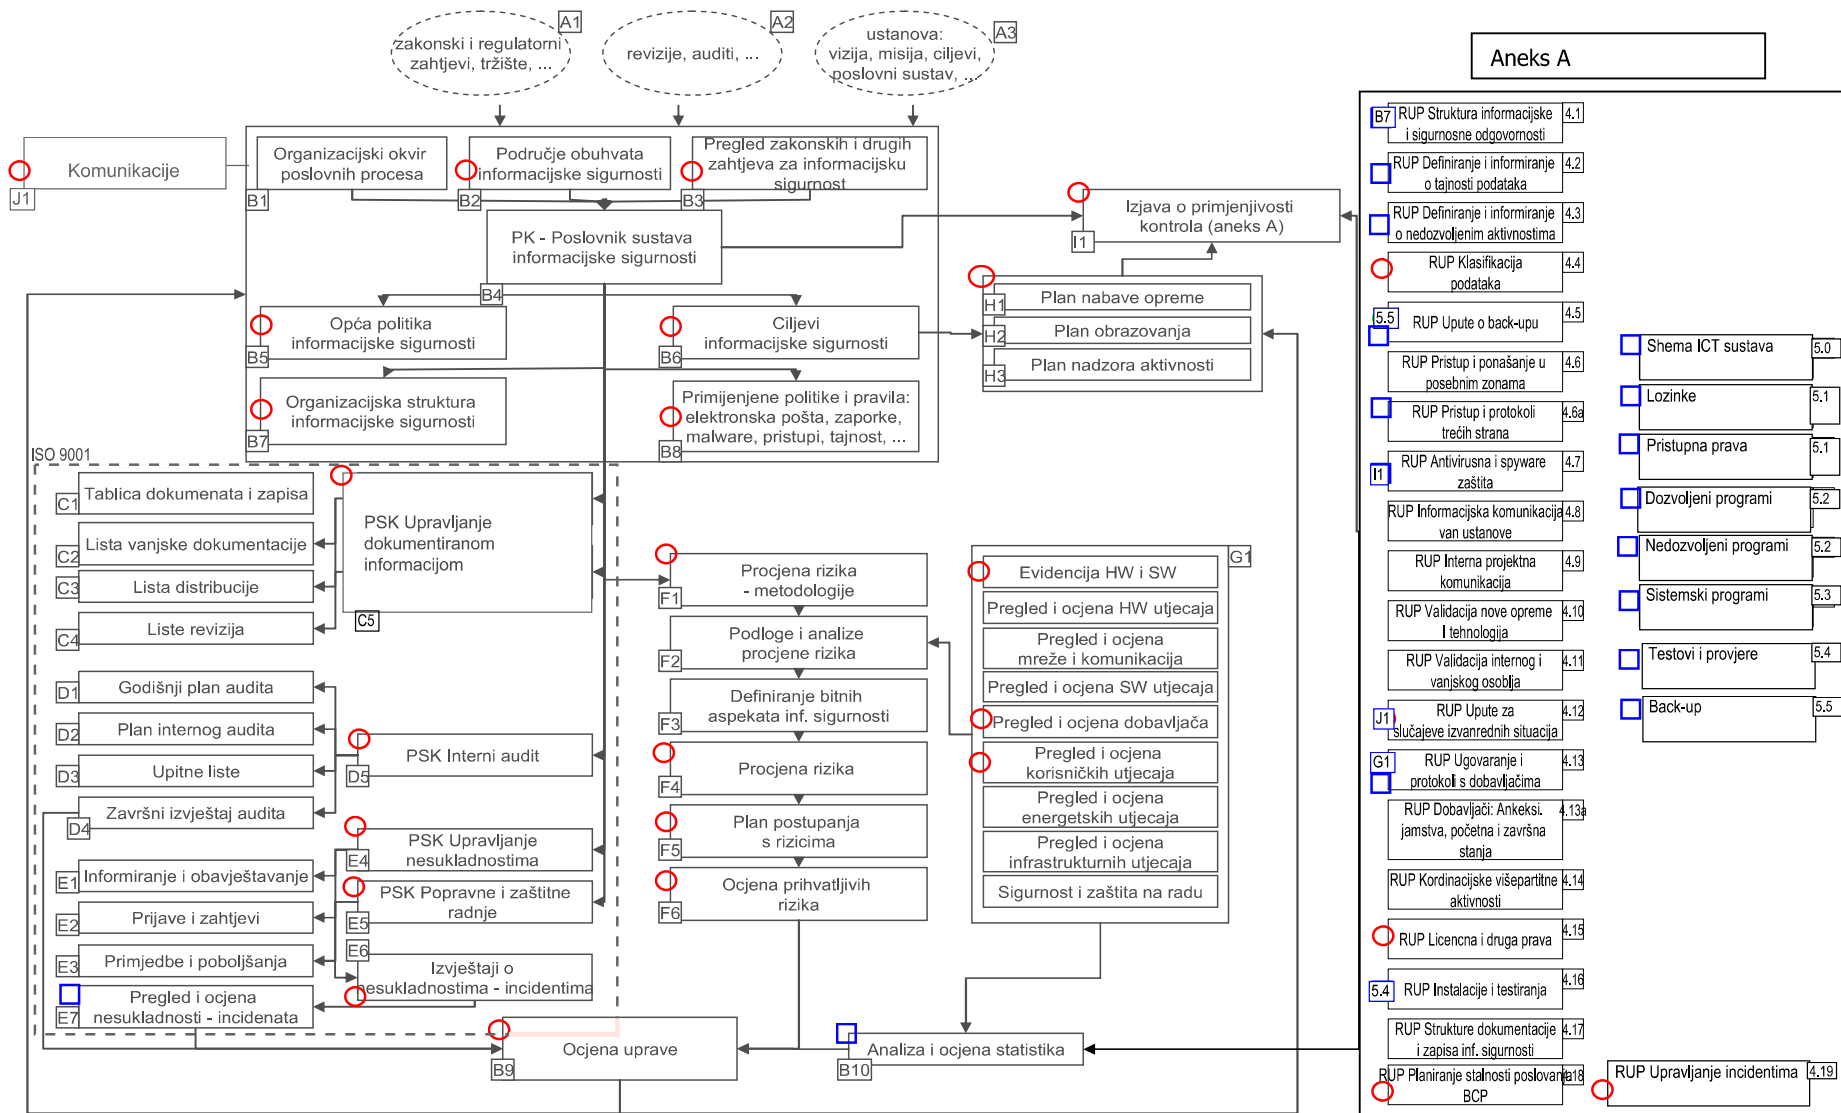 zakonski i regulatorni
zahtjevi, tržište, ...
A1
revizije, auditi, ...
A2
ustanova:
vizija, misija, ciljevi,
poslovni sustav, ...
A3
Aneks A
Komunikacije
J1
Organizacijski okvir
poslovnih procesa
B1
Područje obuhvata
informacijske sigurnosti
B2
Pregled zakonskih i drugih
zahtjeva za informacijsku
sigurnost
B3
PK - Poslovnik sustava
informacijske sigurnosti
B4
Opća politika
informacijske sigurnosti
B5
Ciljevi
informacijske sigurnosti
B6
Organizacijska struktura
informacijske sigurnosti
B7
Primijenjene politike i pravila:
elektronska pošta, zaporke,
malware, pristupi, tajnost, ...
B8
Izjava o primjenjivosti
kontrola (aneks A)
I1
Plan nabave opreme
H1
Plan obrazovanja
H2
Plan nadzora aktivnosti
H3
ISO 9001
Tablica dokumenata i zapisa
C1
Lista vanjske dokumentacije
C2
Lista distribucije
C3
Liste revizija
C4
PSK Upravljanje
dokumentiranom
informacijom
C5
Godišnji plan audita
D1
Plan internog audita
D2
Upitne liste
D3
Završni izvještaj audita
D4
PSK Interni audit
D5
Informiranje i obavještavanje
E1
Prijave i zahtjevi
E2
Primjedbe i poboljšanja
E3
PSK Upravljanje
nesukladnostima
E4
PSK Popravne i zaštitne
radnje
E5
E6
Izvještaji o
nesukladnostima - incidentima
Pregled i ocjena
nesukladnosti - incidenata
E7
Procjena rizika
- metodologije
F1
Podloge i analize
procjene rizika
F2
Definiranje bitnih
aspekata inf. sigurnosti
F3
Procjena rizika
F4
Plan postupanja
s rizicima
F5
Ocjena prihvatljivih
rizika
F6
G1
Evidencija HW i SW
Pregled i ocjena HW utjecaja
Pregled i ocjena
mreže i komunikacija
Pregled i ocjena SW utjecaja
Pregled i ocjena dobavljača
Pregled i ocjena
korisničkih utjecaja
Pregled i ocjena
energetskih utjecaja
Pregled i ocjena
infrastrukturnih utjecaja
Sigurnost i zaštita na radu
Ocjena uprave
B9
Analiza i ocjena statistika
B10
B7
RUP Struktura informacijske
i sigurnosne odgovornosti
4.1
RUP Definiranje i informiranje
o tajnosti podataka
4.2
RUP Definiranje i informiranje
o nedozvoljenim aktivnostima
4.3
RUP Klasifikacija
podataka
4.4
5.5
RUP Upute o back-upu
4.5
RUP Pristup i ponašanje u
posebnim zonama
4.6
RUP Pristup i protokoli
trećih strana
4.6a
I1
RUP Antivirusna i spyware
zaštita
4.7
RUP Informacijska komunikacija
van ustanove
4.8
RUP Interna projektna
komunikacija
4.9
RUP Validacija nove opreme
I tehnologija
4.10
RUP Validacija internog i
vanjskog osoblja
4.11
J1
RUP Upute za
slučajeve izvanrednih situacija
4.12
G1
RUP Ugovaranje i
protokoli s dobavljačima
4.13
RUP Dobavljači: Ankeksi.
jamstva, početna i završna
stanja
4.13a
RUP Kordinacijske višepartitne
aktivnosti
4.14
RUP Licencna i druga prava
4.15
5.4
RUP Instalacije i testiranja
4.16
RUP Strukture dokumentacije
i zapisa inf. sigurnosti
4.17
RUP Planiranje stalnosti poslovanja
BCP
4.18
RUP Upravljanje incidentima
4.19
Shema ICT sustava
5.0
Lozinke
5.1
Pristupna prava
5.1
Dozvoljeni programi
5.2
Nedozvoljeni programi
5.2
Sistemski programi
5.3
Testovi i provjere
5.4
Back-up
5.5